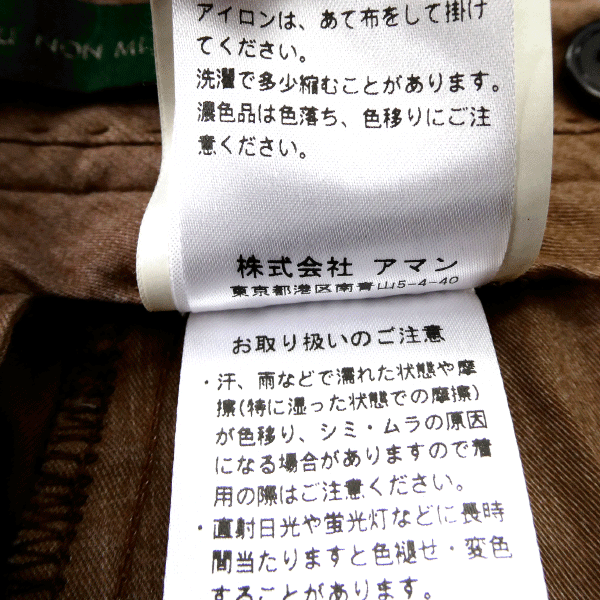 NON
アイロンは、あて布をして掛け
てください。
洗濯で多少縮むことがあります。
濃色品は色落ち、色移りにご注
意ください。
株式会社 アマン
東京都港区南青山5-4-40
お取り扱いのご注意
・汗、雨などで濡れた状態や摩
擦(特に湿った状態での摩擦)
が色移り、シミ・ムラの原因
になる場合がありますので着
用の際はご注意ください。
・直射日光や蛍光灯などに長時
間当たりますと色褪せ・変色
することがあります。